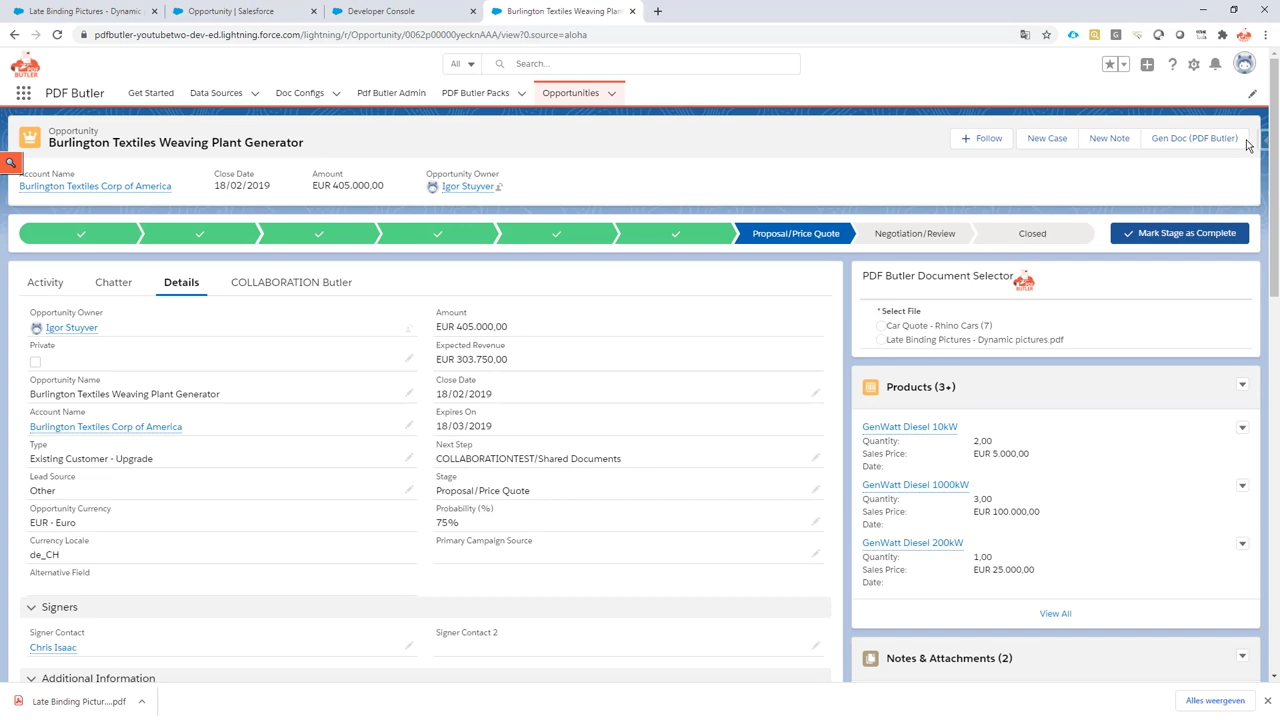 Late Binding Pictures - Dynamic
Opportunity | Salesforce
Developer Console
Burlington Textiles Weaving Plan
pdfbutler-youtubetwo-dev-ed.lightning.force.com/lightning/r/Opportunity/0062p00000yecknAAA/view?0.source=aloha
All
Search...
PDF Butler
Get Started
Data Sources
Doc Configs
Pdf Butler Admin
PDF Butler Packs
Opportunities
Opportunity
Burlington Textiles Weaving Plant Generator
Follow
New Case
New Note
Gen Doc (PDF Butler)
Account Name
Close Date
Amount
Opportunity Owner
Burlington Textiles Corp of America
18/02/2019
EUR 405.000,00
Igor Stuyver
Proposal/Price Quote
Negotiation/Review
Closed
Mark Stage as Complete
Activity
Chatter
Details
COLLABORATION Butler
Opportunity Owner
Igor Stuyver
Amount
EUR 405.000,00
Private
Expected Revenue
EUR 303.750,00
Opportunity Name
Burlington Textiles Weaving Plant Generator
Close Date
18/02/2019
Account Name
Burlington Textiles Corp of America
Expires On
18/03/2019
Type
Existing Customer - Upgrade
Next Step
COLLABORATIONTEST/Shared Documents
Lead Source
Other
Stage
Proposal/Price Quote
Opportunity Currency
EUR - Euro
Probability (%)
75%
Currency Locale
de_CH
Primary Campaign Source
Alternative Field
Signers
Signer Contact
Chris Isaac
Signer Contact 2
Additional Information
PDF Butler Document Selector
BUTLER
* Select File
Car Quote - Rhino Cars (7)
Late Binding Pictures - Dynamic pictures.pdf
Products (3+)
GenWatt Diesel 10kW
Quantity: 2,00
Sales Price: EUR 5.000,00
Date:
GenWatt Diesel 1000kW
Quantity: 3,00
Sales Price: EUR 100.000,00
Date:
GenWatt Diesel 200kW
Quantity: 1,00
Sales Price: EUR 25.000,00
Date:
View All
Notes & Attachments (2)
Late Binding Pictur....pdf
Alles weergeven